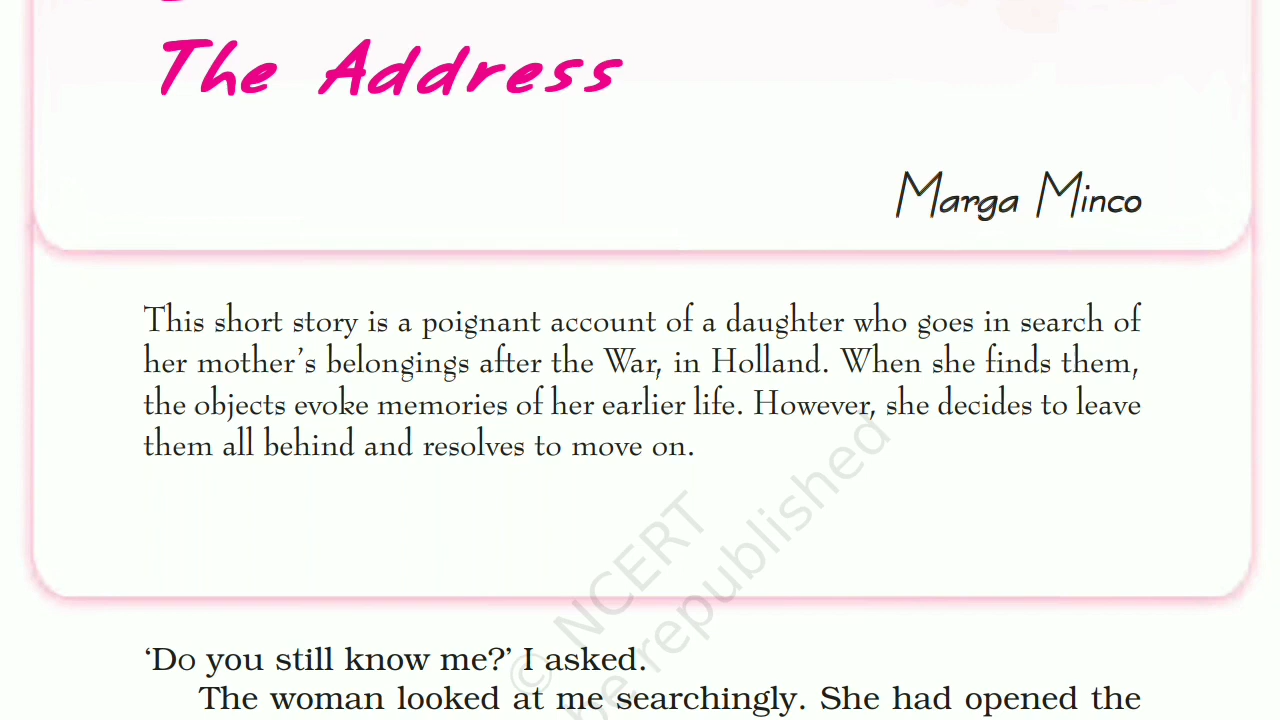 The Address
Marga Minco
This short story is a poignant account of a daughter who goes in search of
her mother's belongings after the War, in Holland. When she finds them,
the objects evoke memories of her earlier life. However, she decides to leave
them all behind and resolves to move on.
© NCERT
be republished
‘Do you still know me?’ I asked.
The woman looked at me searchingly. She had opened the